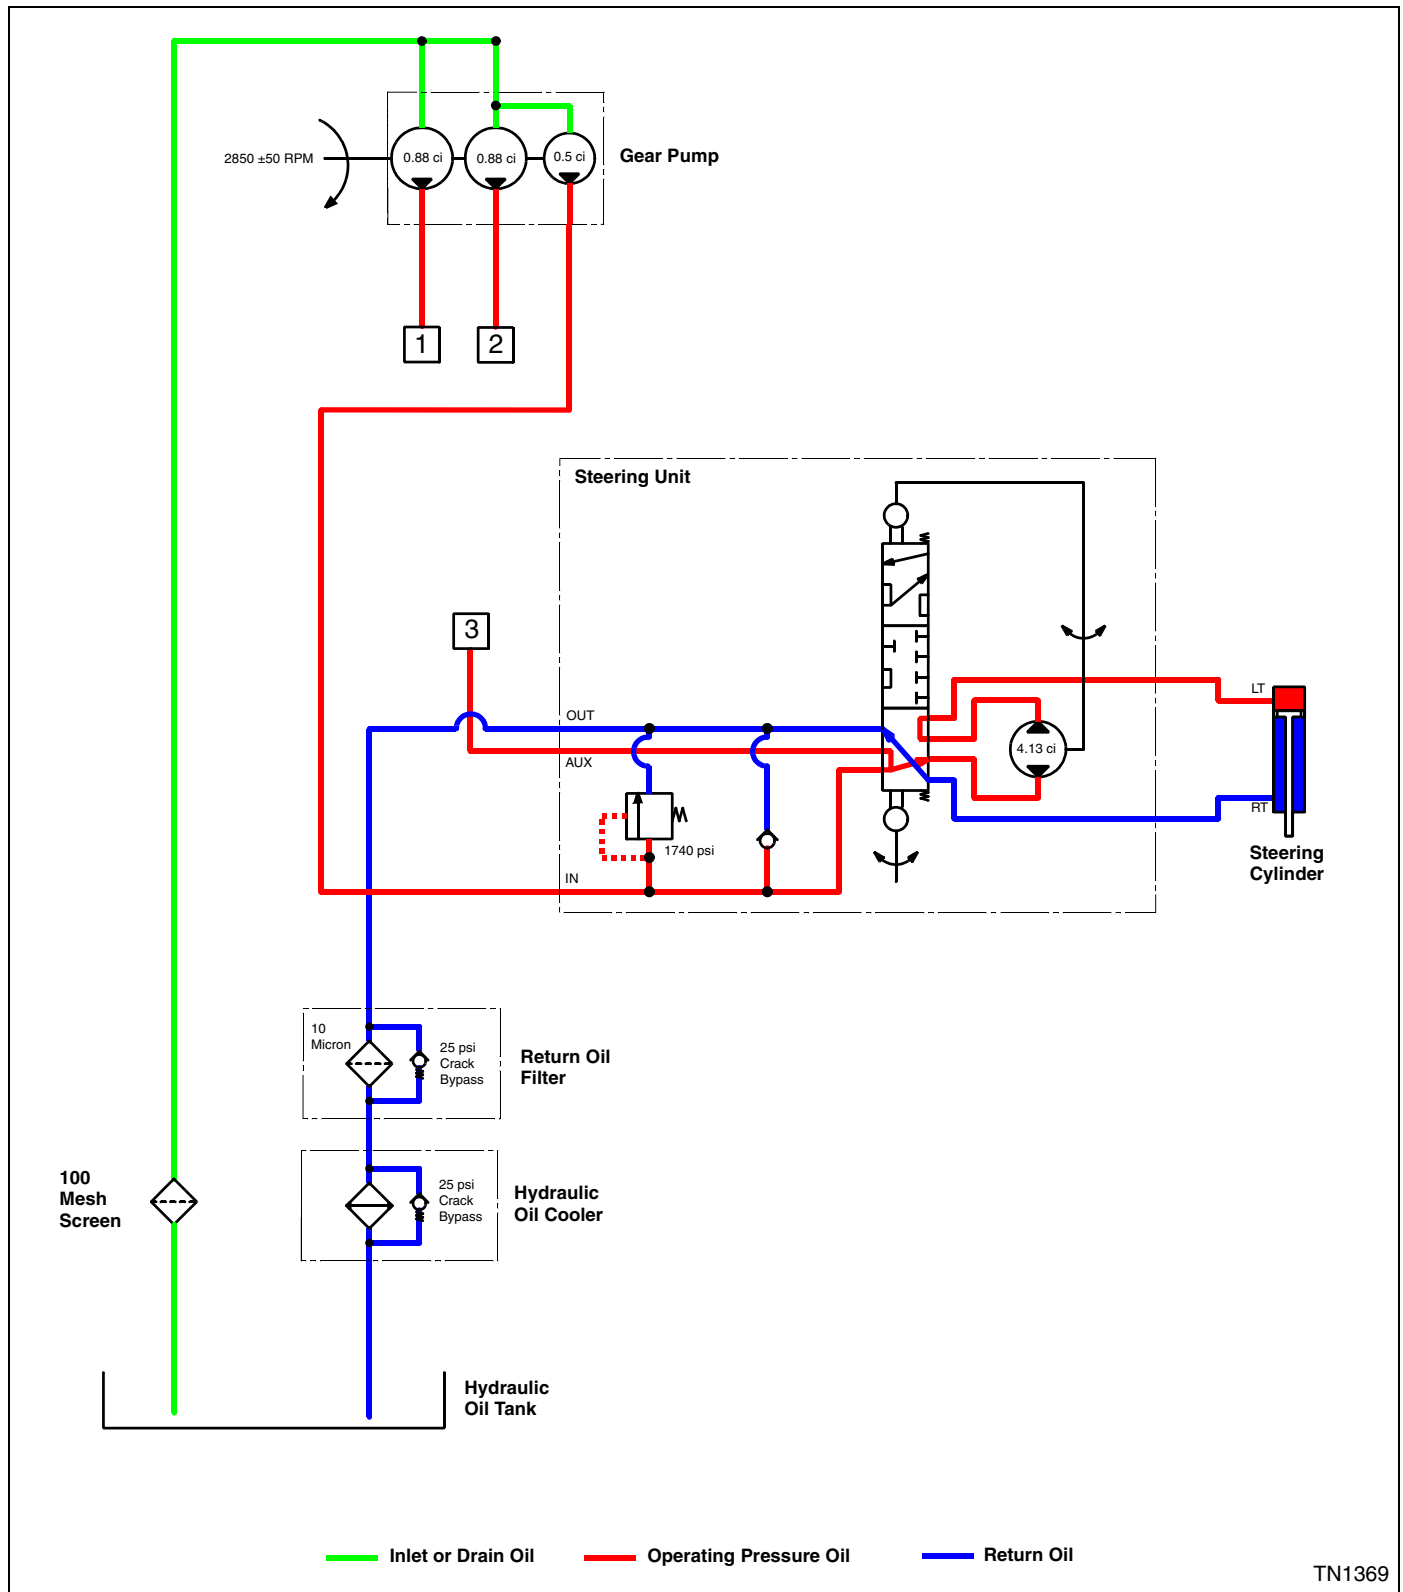 2850 ±50 RPM
0.88 ci
0.88 ci
0.5 ci
Gear Pump
1
2
Steering Unit
3
OUT
AUX
LT
4.13 ci
RT
1740 psi
IN
Steering
Cylinder
10
Micron
25 psi
Crack
Bypass
Return Oil
Filter
100
Mesh
Screen
25 psi
Crack
Bypass
Hydraulic
Oil Cooler
Hydraulic
Oil Tank
Inlet or Drain Oil
Operating Pressure Oil
Return Oil
TN1369